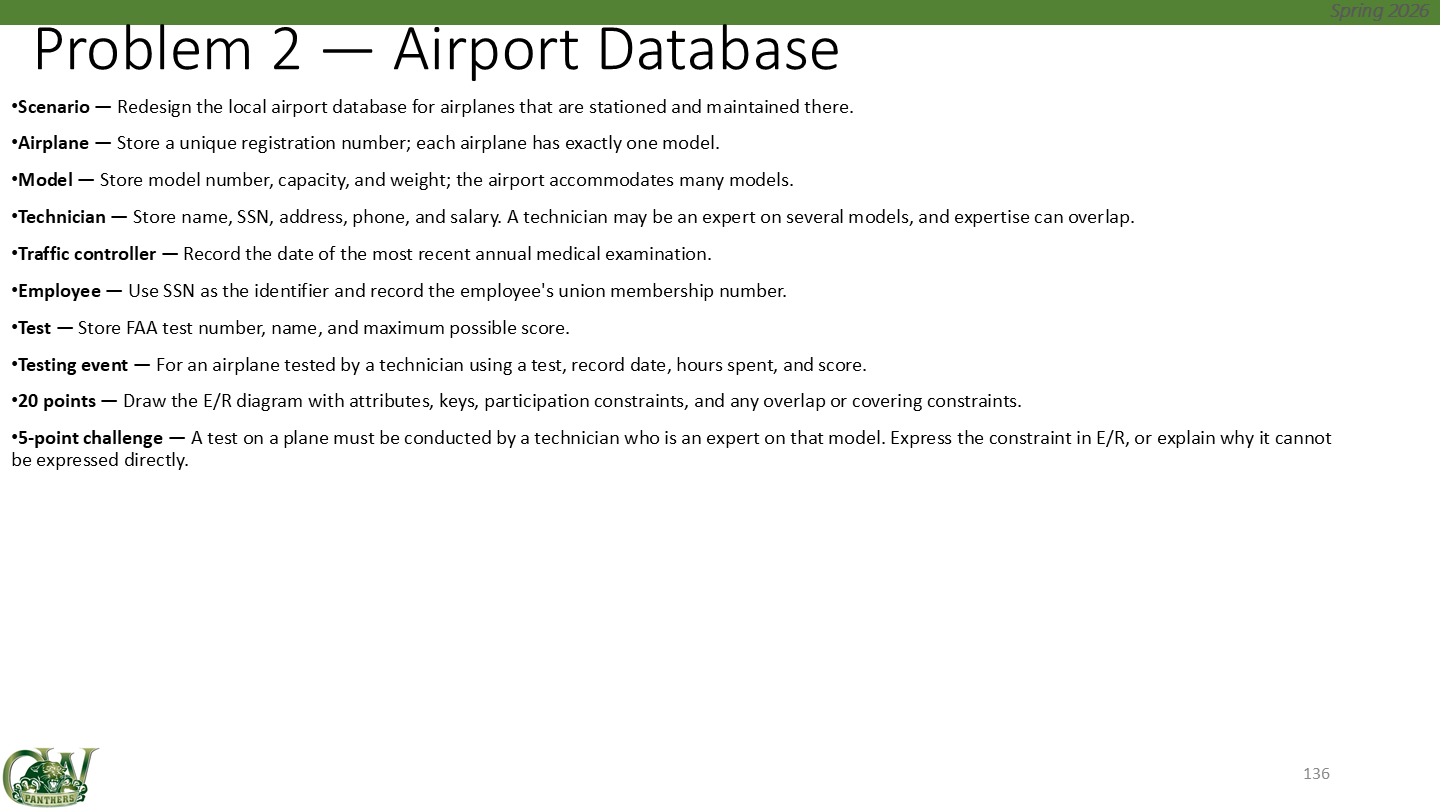 Spring 2026
Problem 2 — Airport Database
•Scenario — Redesign the local airport database for airplanes that are stationed and maintained there.
•Airplane — Store a unique registration number; each airplane has exactly one model.
•Model — Store model number, capacity, and weight; the airport accommodates many models.
•Technician — Store name, SSN, address, phone, and salary. A technician may be an expert on several models, and expertise can overlap.
•Traffic controller — Record the date of the most recent annual medical examination.
•Employee — Use SSN as the identifier and record the employee's union membership number.
•Test — Store FAA test number, name, and maximum possible score.
•Testing event — For an airplane tested by a technician using a test, record date, hours spent, and score.
•20 points — Draw the E/R diagram with attributes, keys, participation constraints, and any overlap or covering constraints.
•5-point challenge — A test on a plane must be conducted by a technician who is an expert on that model. Express the constraint in E/R, or explain why it cannot
be expressed directly.
OW
PANTHERS
136